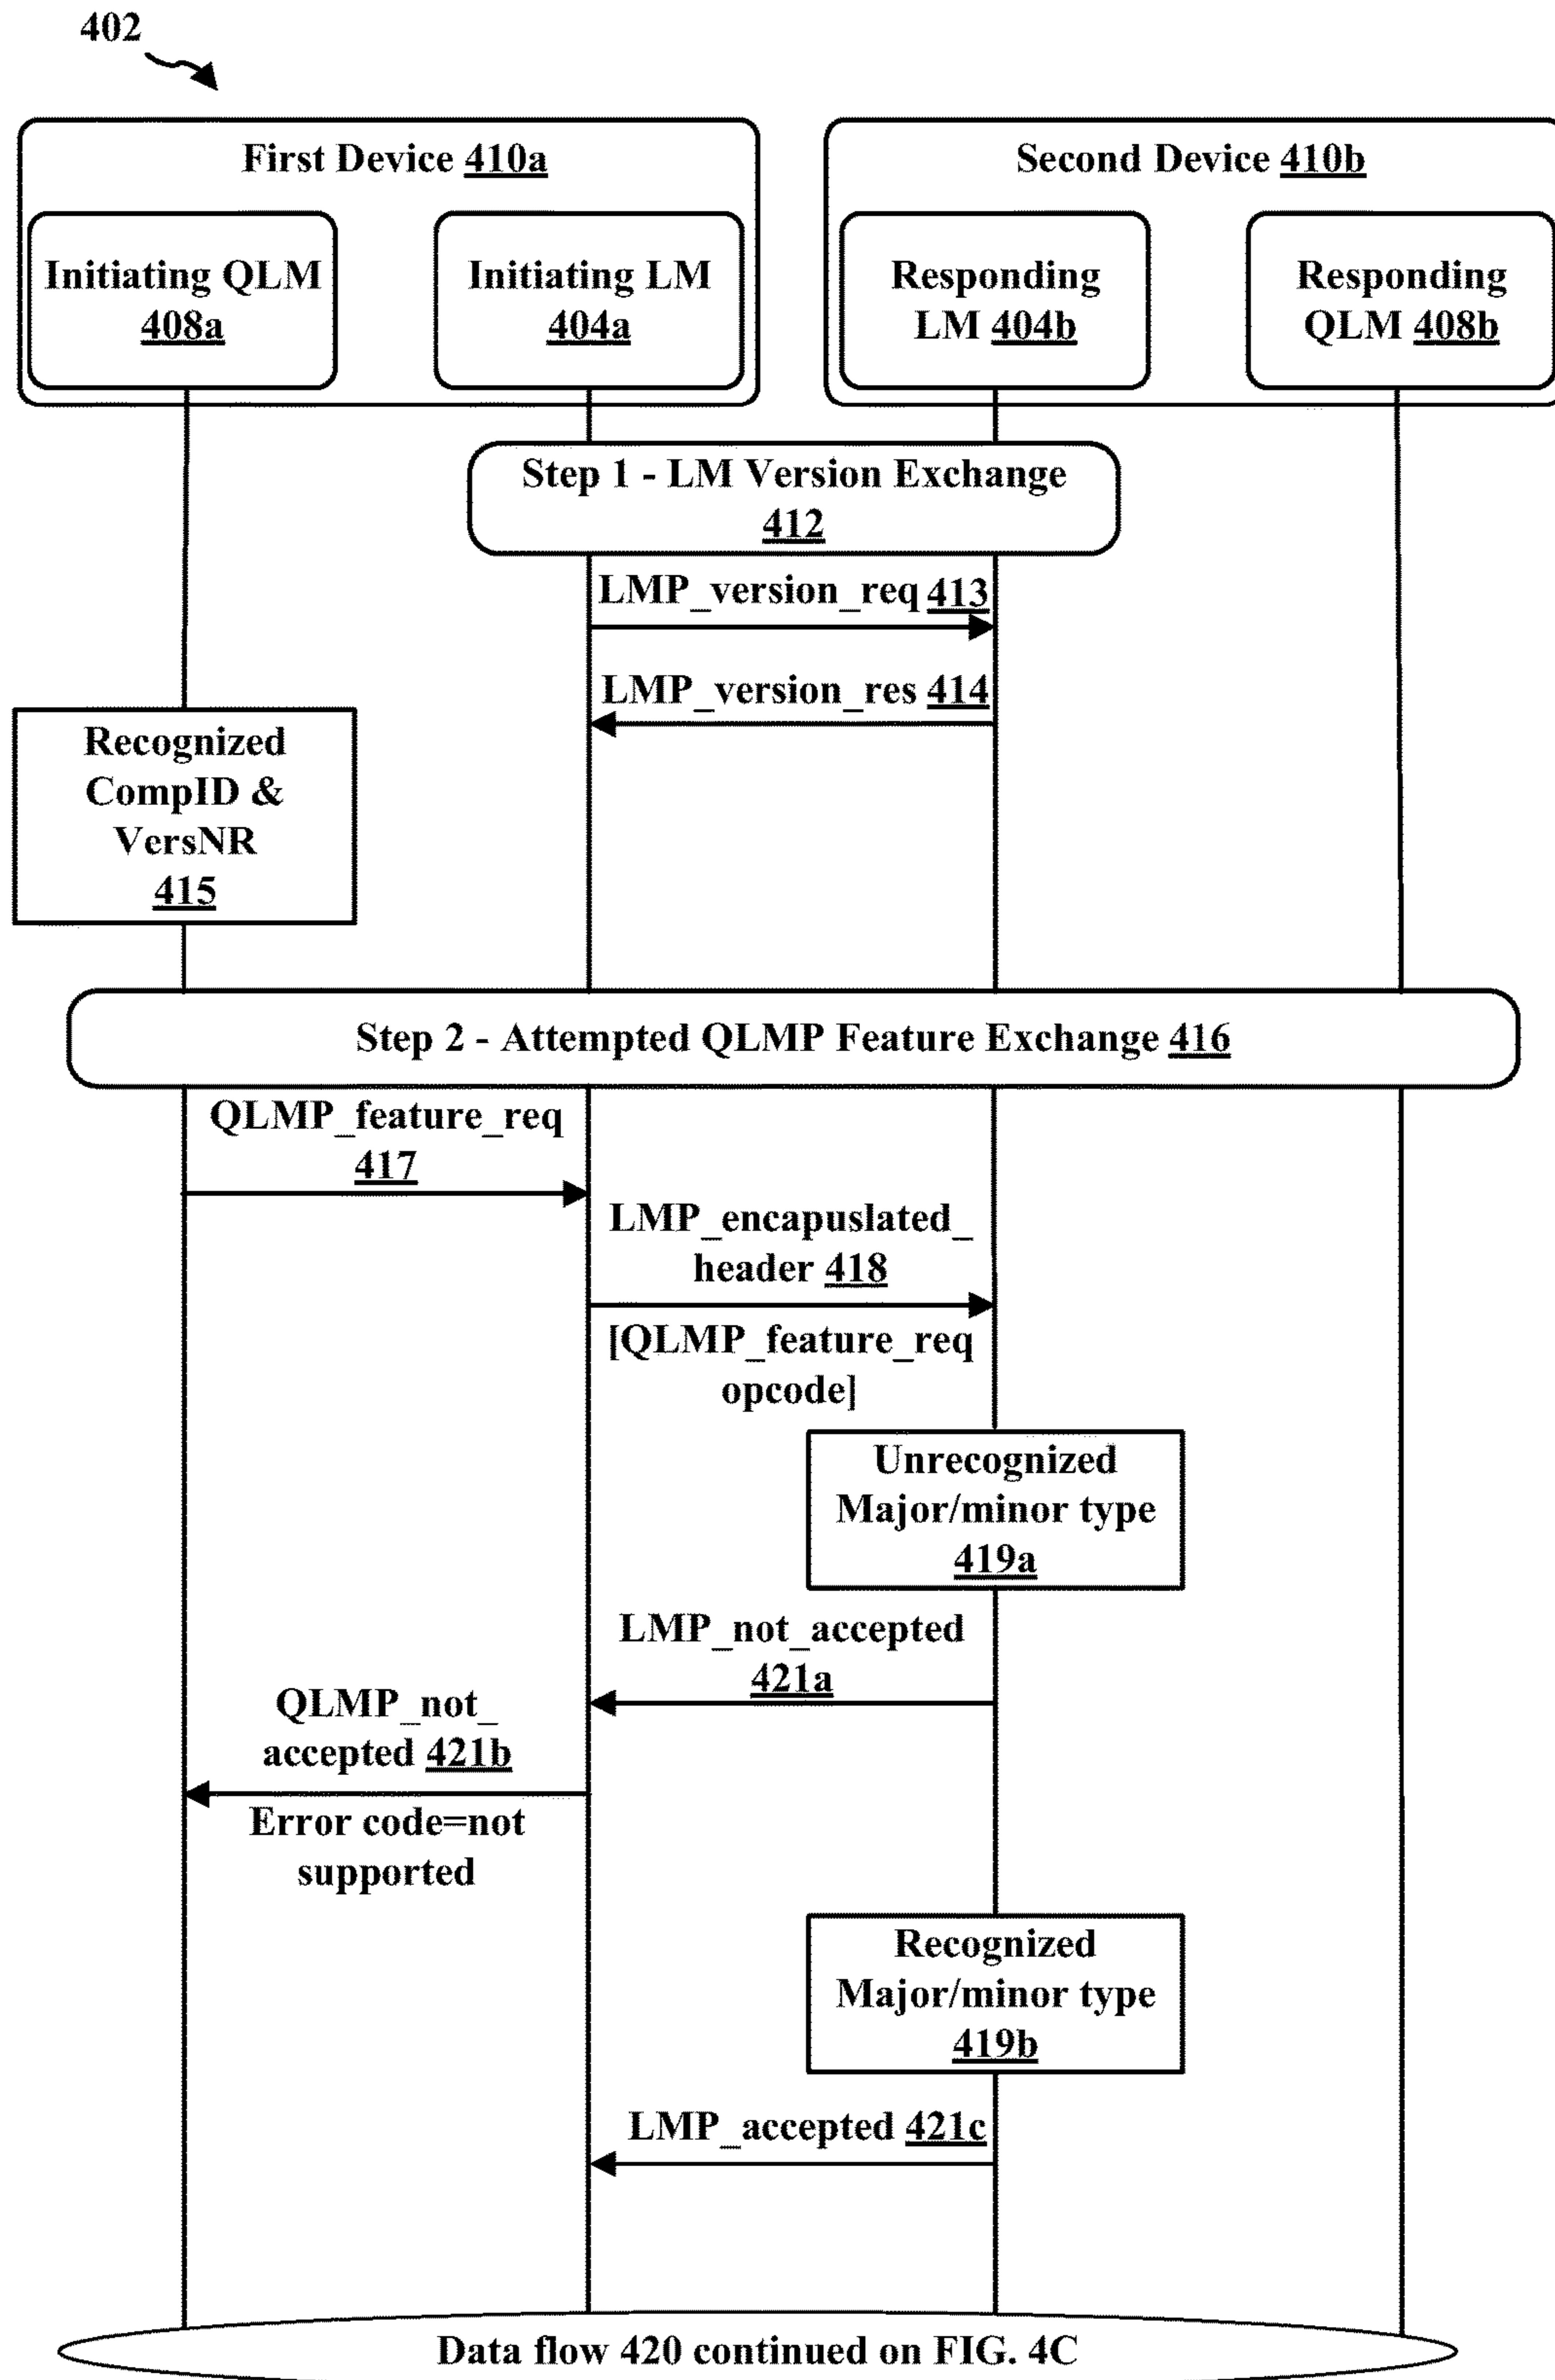 402
First Device 410a
Second Device 410b
Initiating QLM
408a
Initiating LM
404a
Responding
LM 404b
Responding
QLM 408b
Step 1 - LM Version Exchange
412
LMP_version_req 413
LMP_version_res 414
Recognized
CompID &
VersNR
415
Step 2 - Attempted QLMP Feature Exchange 416
QLMP_feature_req
417
LMP_encapuslated_
header 418
[QLMP_feature_req
opcode]
Unrecognized
Major/minor type
419a
LMP_not_accepted
421a
QLMP_not_
accepted 421b
Error code=not
supported
Recognized
Major/minor type
419b
LMP_accepted 421c
Data flow 420 continued on FIG. 4C